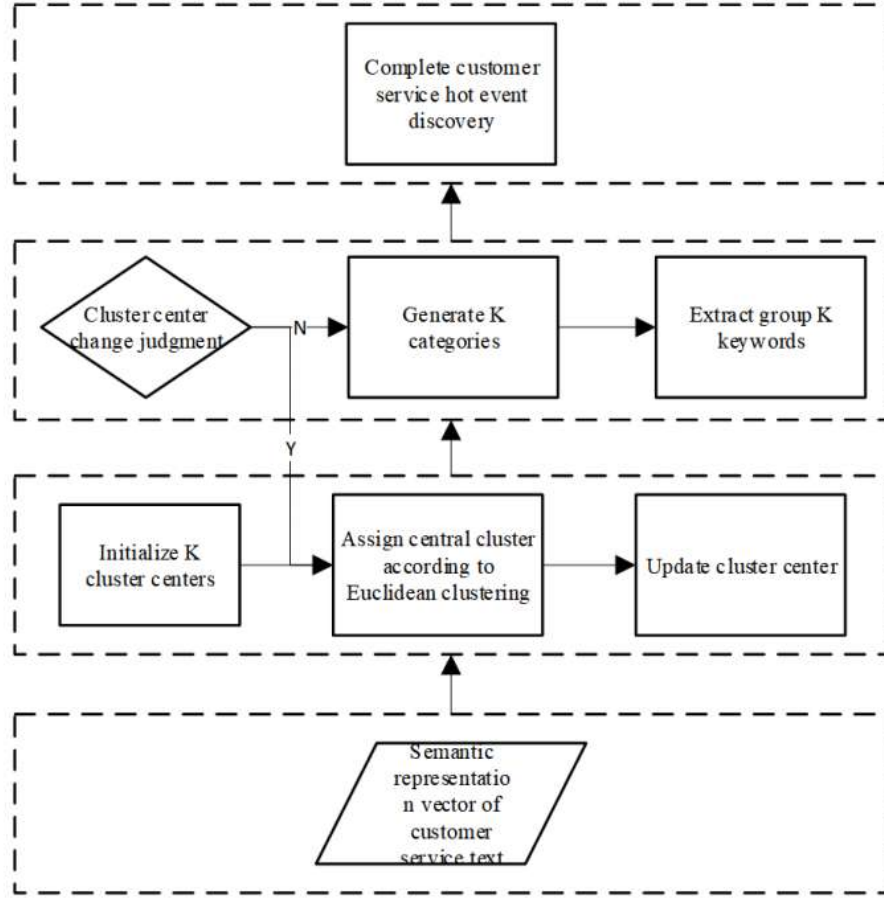 Complete customer
service hot event
discovery
Cluster center
change judgment
N
Generate K
categories
Extract group K
keywords
Y
Initialize K
cluster centers
Assign central cluster
according to
Euclidean clustering
Update cluster center
Semantic
representatio
n vector of
customer
service text